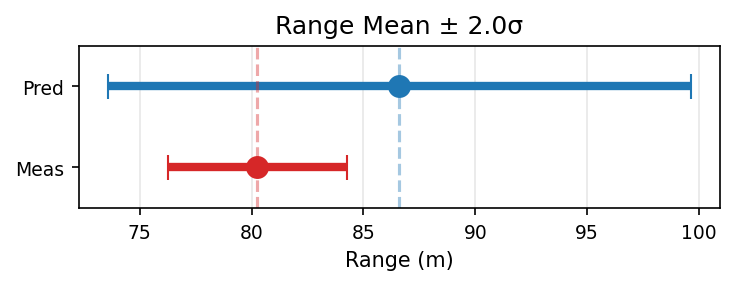 Range Mean ± 2.0σ
Pred
Meas
75 80 85 90 95 100
Range (m)